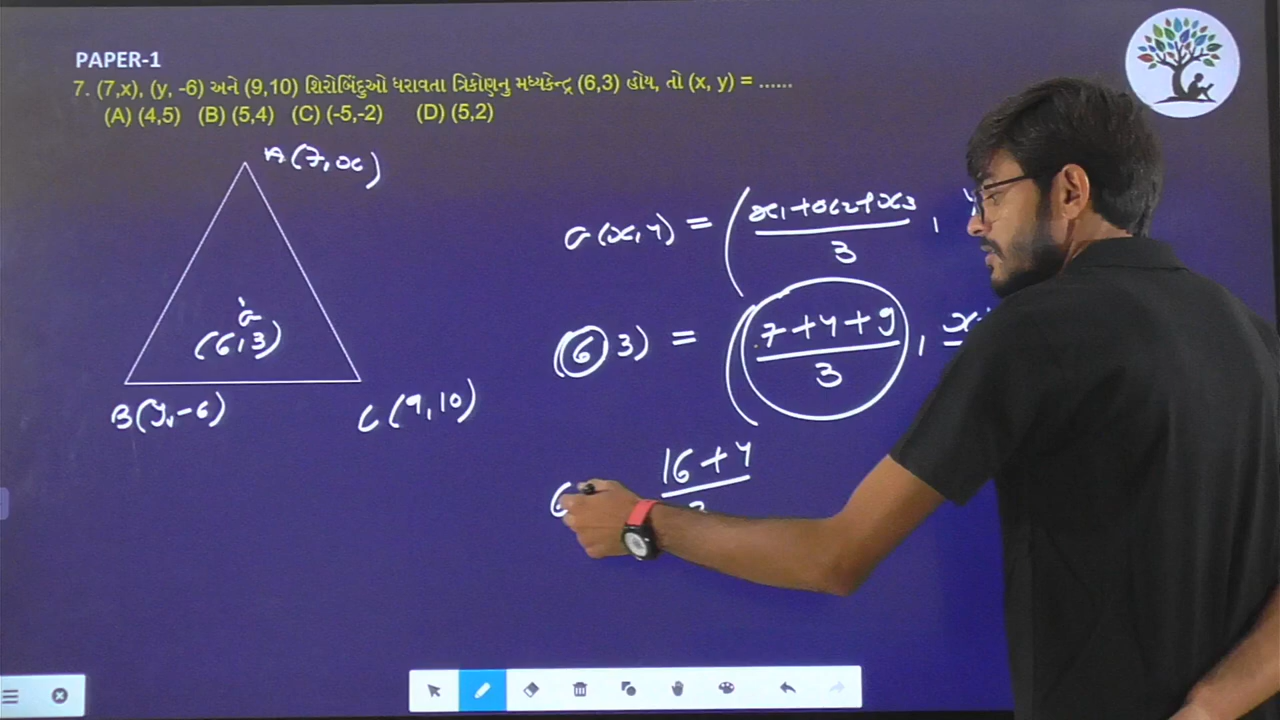 PAPER-1
7. (7,x), (y, -6) અને (9,10) શિરોબિંદુઓ ધરાવતા ત્રિકોણનુ મધ્યકેન્દ્ર (6,3) હોય, તો (x, y) = ......
(A) (4,5) (B) (5,4) (C) (-5,-2) (D) (5,2)
A(7,x)
G(x,y) = (x1+x2+x3/3 ,
G
(6,3)
(6,3) = (7+y+9/3 ,
B(y,-6)
C(9,10)
16+y